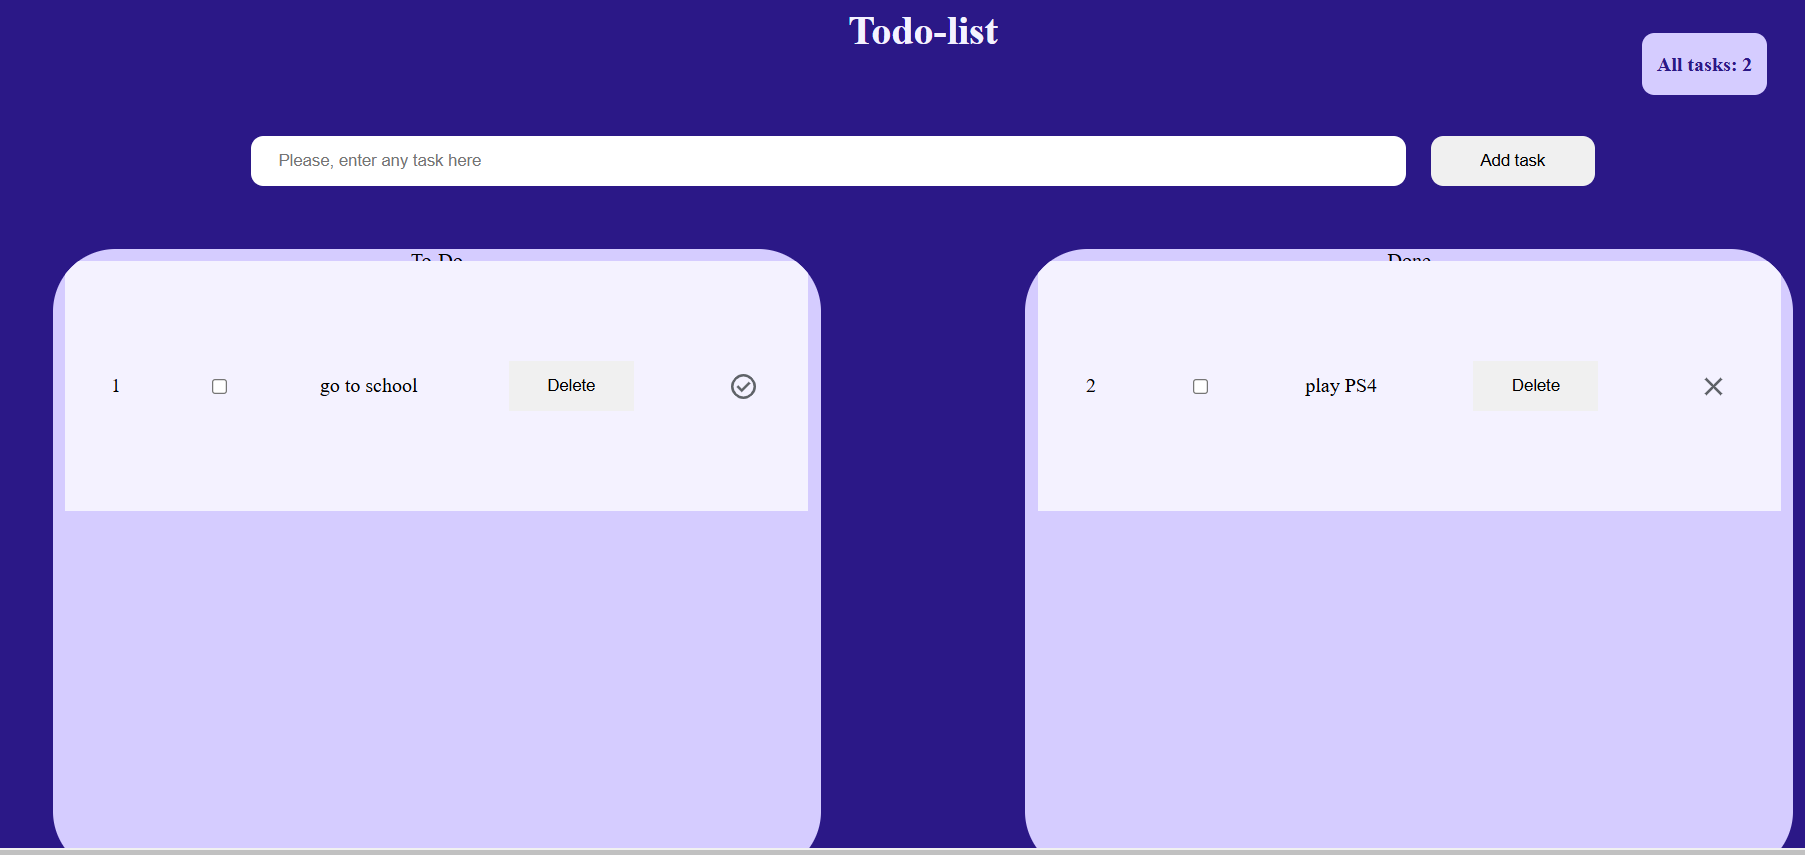 Todo-list
All tasks: 2
Please, enter any task here
Add task
To Do
Done
1 go to school Delete
2 play PS4 Delete